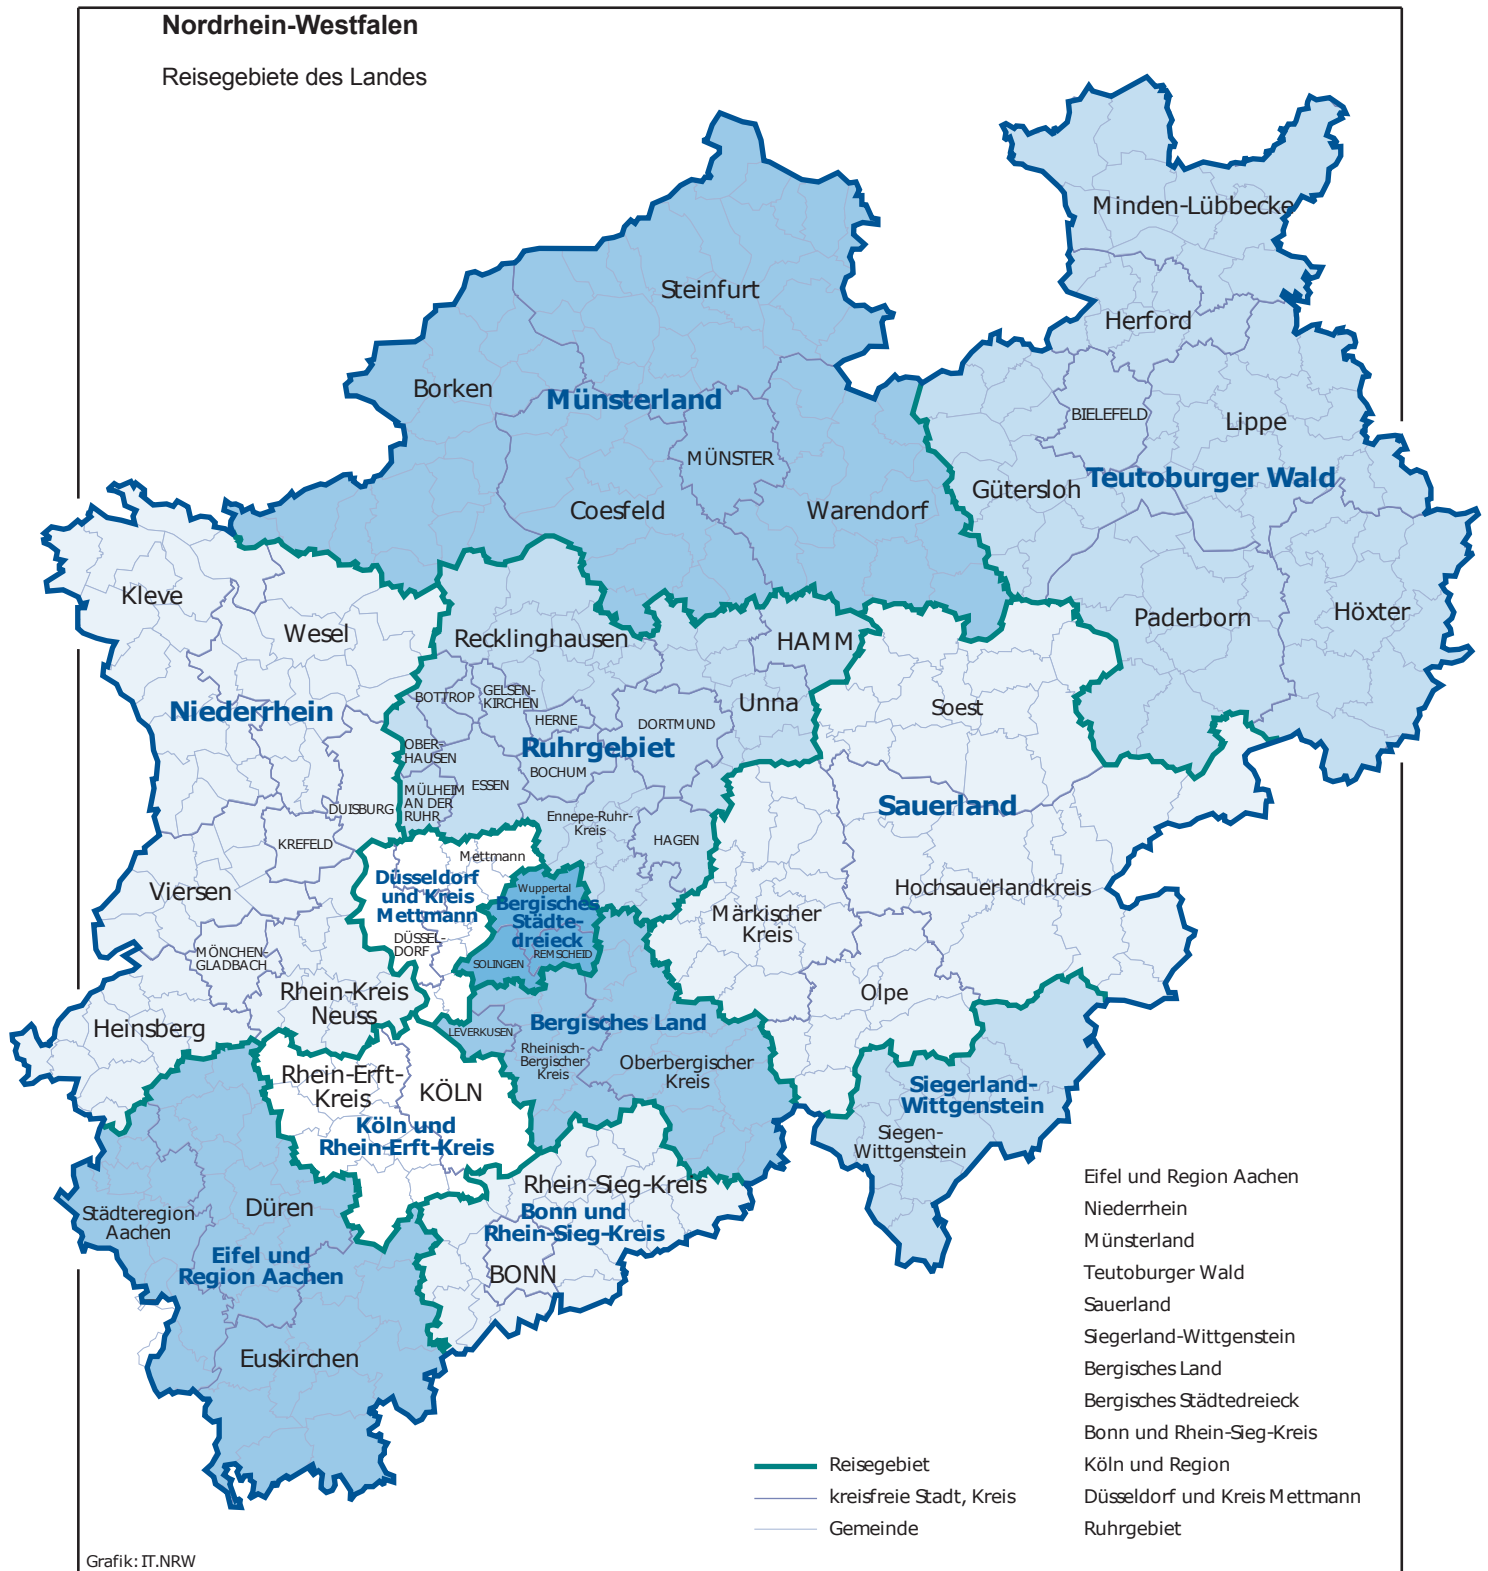 Nordrhein-Westfalen
Reisegebiete des Landes
Minden-Lübbecke
Steinfurt
Herford
Borken
Münsterland
BIELEFELD
Lippe
MÜNSTER
Teutoburger Wald
Gütersloh
Coesfeld
Warendorf
Kleve
Wesel
Recklinghausen
HAMM
Paderborn
Höxter
Niederrhein
BOTTROP
GELSEN-
KIRCHEN
Unna
Soest
HERNE
DORTMUND
OBER-
HAUSEN
Ruhrgebiet
BOCHUM
MÜLHEIM
AN DER
RUHR
ESSEN
DUISBURG
Sauerland
Ennepe-Ruhr-
Kreis
KREFELD
HAGEN
Mettmann
Düsseldorf
und Kreis
Mettmann
Viersen
Wuppertal
Bergisches
Städte-
dreieck
Hochsauerlandkreis
Märkischer
Kreis
DÜSSEL-
DORF
MÖNCHEN-
GLADBACH
SOLINGEN
REMSCHEID
Rhein-Kreis
Neuss
Olpe
Heinsberg
LEVERKUSEN
Bergisches Land
Rheinisch-
Bergischer
Kreis
Oberbergischer
Kreis
Rhein-Erft-
Kreis
KÖLN
Siegerland-
Wittgenstein
Köln und
Rhein-Erft-Kreis
Siegen-
Wittgenstein
Städteregion
Aachen
Düren
Rhein-Sieg-Kreis
Bonn und
Rhein-Sieg-Kreis
Eifel und
Region Aachen
BONN
Euskirchen
Eifel und Region Aachen
Niederrhein
Münsterland
Teutoburger Wald
Sauerland
Siegerland-Wittgenstein
Bergisches Land
Bergisches Städtedreieck
Bonn und Rhein-Sieg-Kreis
Köln und Region
Düsseldorf und Kreis Mettmann
Ruhrgebiet
Reisegebiet
kreisfreie Stadt, Kreis
Gemeinde
Grafik: IT.NRW